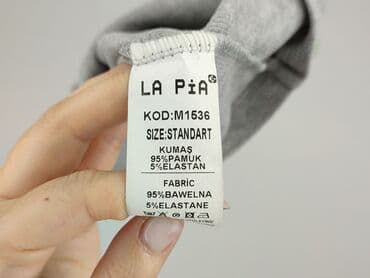 LA PiA
KOD:M1536
SIZE:STANDART
KUMAŞ
95%PAMUK
5%ELASTAN
FABRIC
95%BAWELNA
5%ELASTANE